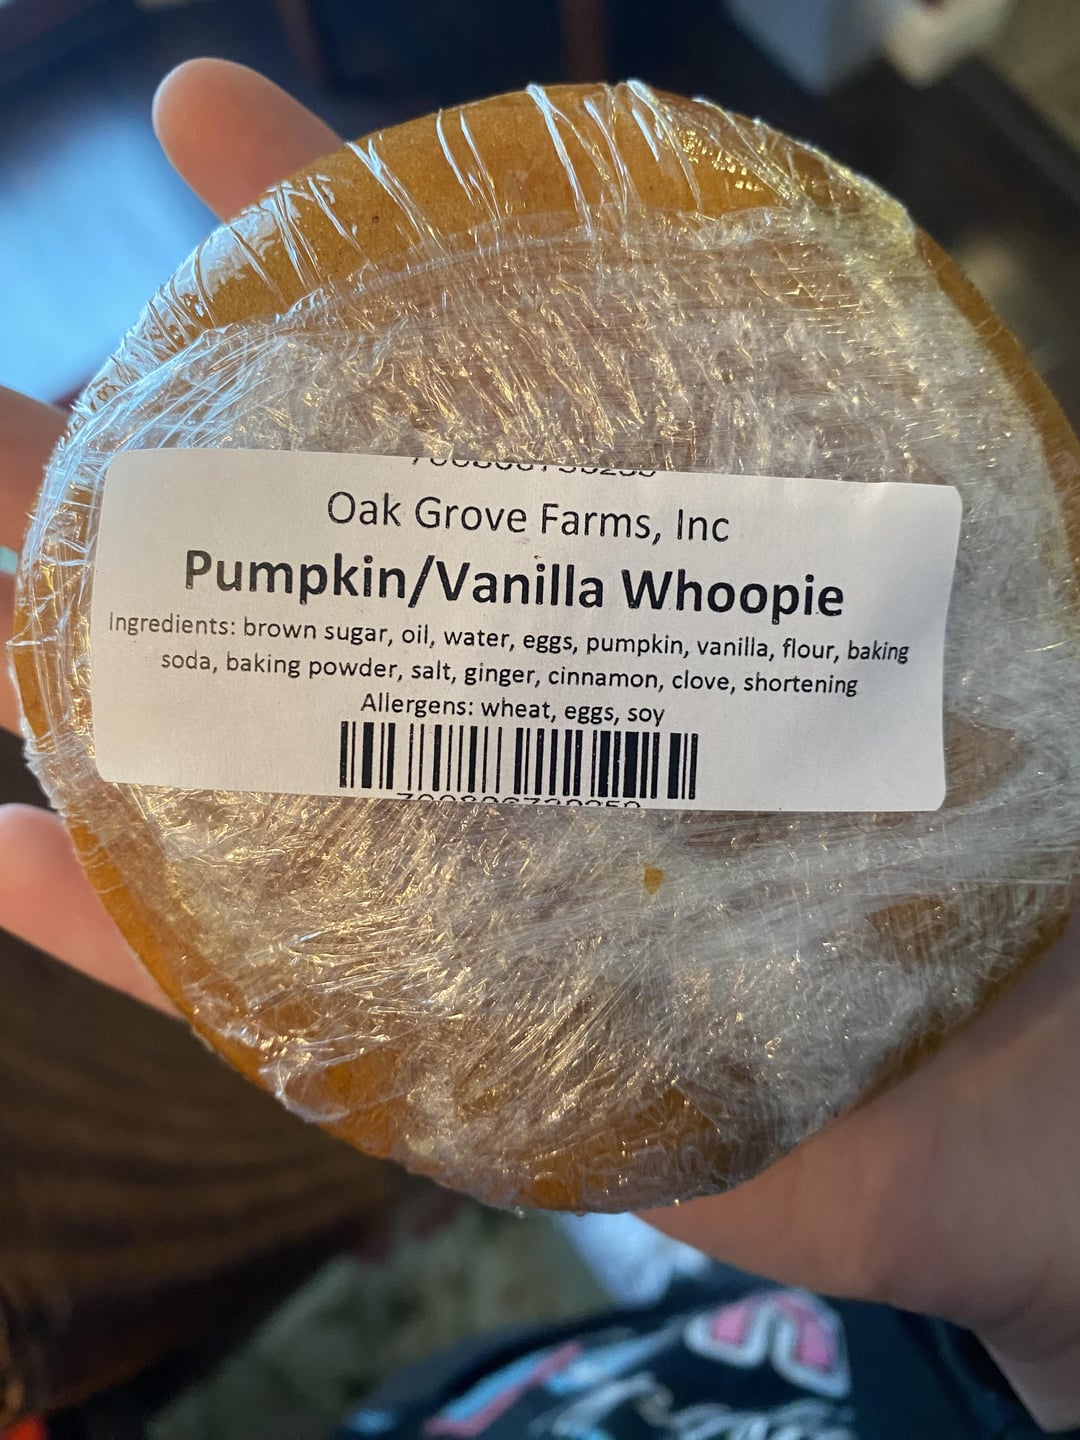 Oak Grove Farms, Inc
Pumpkin/Vanilla Whoopie
Ingredients: brown sugar, oil, water, eggs, pumpkin, vanilla, flour, baking
soda, baking powder, salt, ginger, cinnamon, clove, shortening
Allergens: wheat, eggs, soy